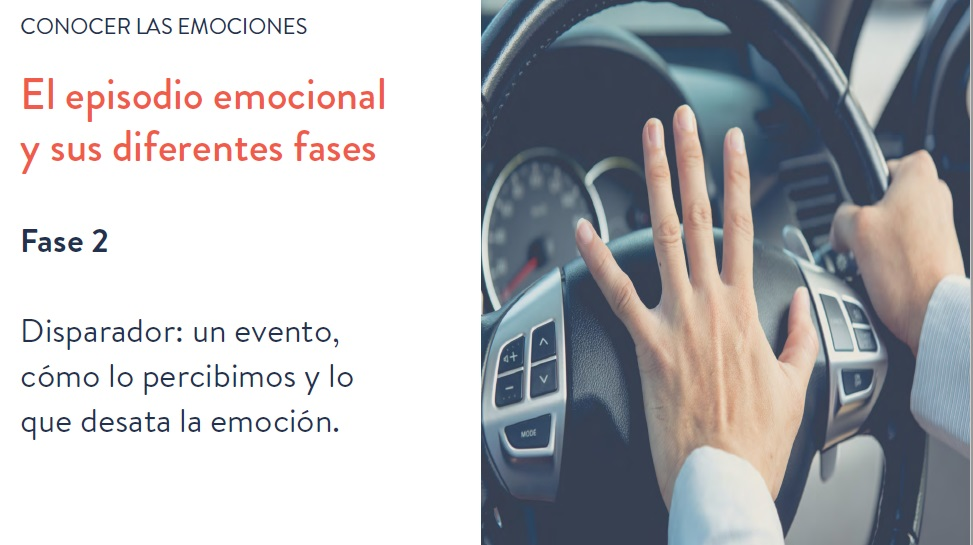 CONOCER LAS EMOCIONES
El episodio emocional
y sus diferentes fases
Fase 2
Disparador: un evento,
cómo lo percibimos y lo
que desata la emoción.
MODE